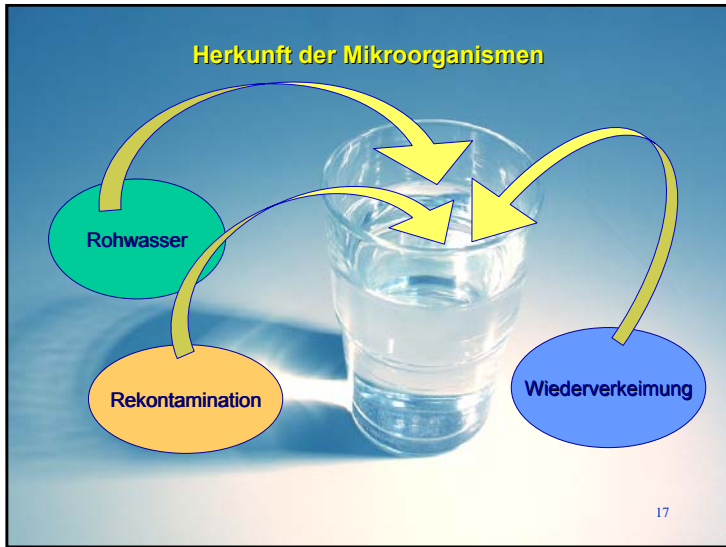 Herkunft der Mikroorganismen
Rohwasser
Rekontamination
Wiederverkeimung
17